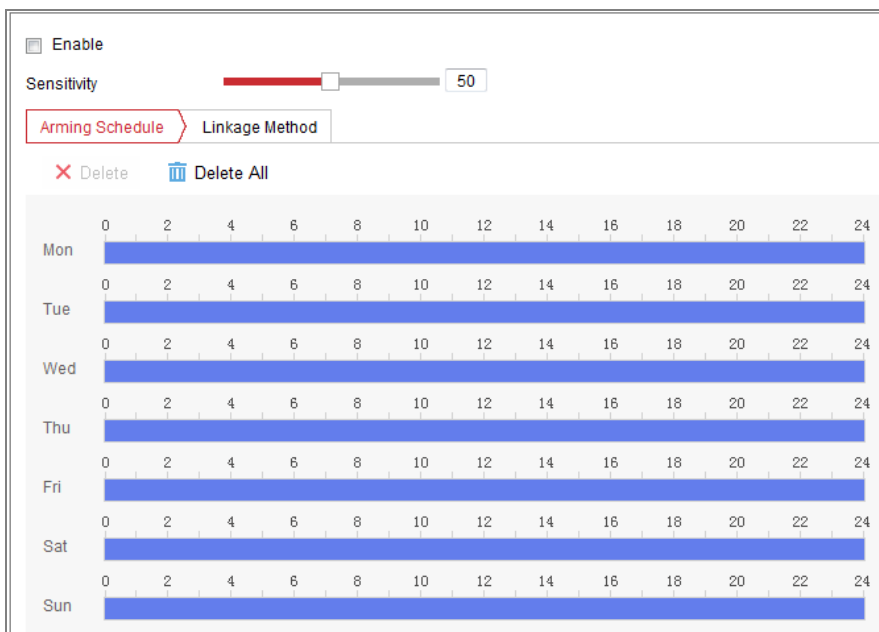 Enable
Sensitivity 50
Arming Schedule Linkage Method
Delete Delete All
0 2 4 6 8 10 12 14 16 18 20 22 24
Mon
0 2 4 6 8 10 12 14 16 18 20 22 24
Tue
0 2 4 6 8 10 12 14 16 18 20 22 24
Wed
0 2 4 6 8 10 12 14 16 18 20 22 24
Thu
0 2 4 6 8 10 12 14 16 18 20 22 24
Fri
0 2 4 6 8 10 12 14 16 18 20 22 24
Sat
0 2 4 6 8 10 12 14 16 18 20 22 24
Sun